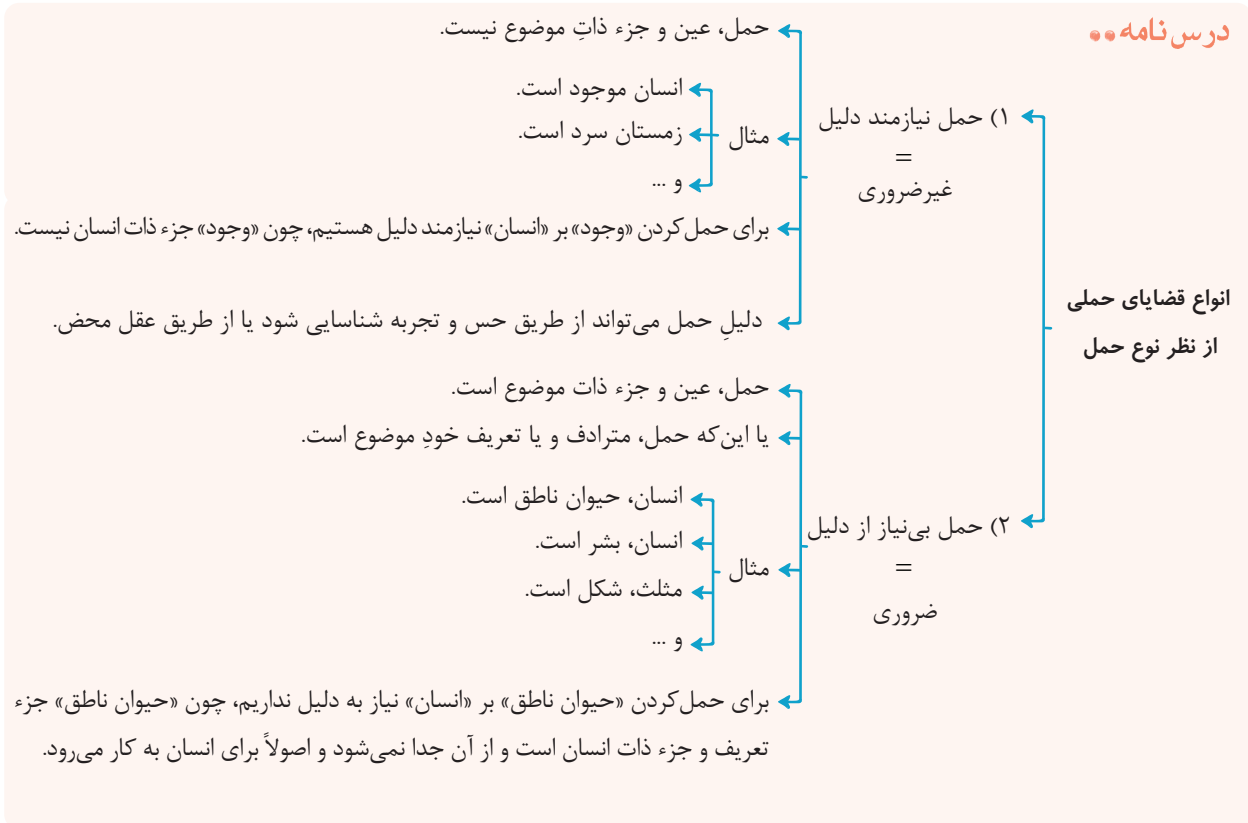 درس‌نامه
انواع قضایای حملی
از نظر نوع حمل
۱) حمل نیازمند دلیل
=
غیرضروری
حمل، عین و جزء ذاتِ موضوع نیست.
مثال
انسان موجود است.
زمستان سرد است.
و ...
برای حمل‌کردن «وجود» بر «انسان» نیازمند دلیل هستیم، چون «وجود» جزء ذات انسان نیست.
دلیلِ حمل می‌تواند از طریق حس و تجربه شناسایی شود یا از طریق عقل محض.
۲) حمل بی‌نیاز از دلیل
=
ضروری
حمل، عین و جزء ذات موضوع است.
یا این‌که حمل، مترادف و یا تعریف خودِ موضوع است.
مثال
انسان، حیوان ناطق است.
انسان، بشر است.
مثلث، شکل است.
و ...
برای حمل‌کردن «حیوان ناطق» بر «انسان» نیاز به دلیل نداریم، چون «حیوان ناطق» جزء
تعریف و جزء ذات انسان است و از آن جدا نمی‌شود و اصولاً برای انسان به کار می‌رود.